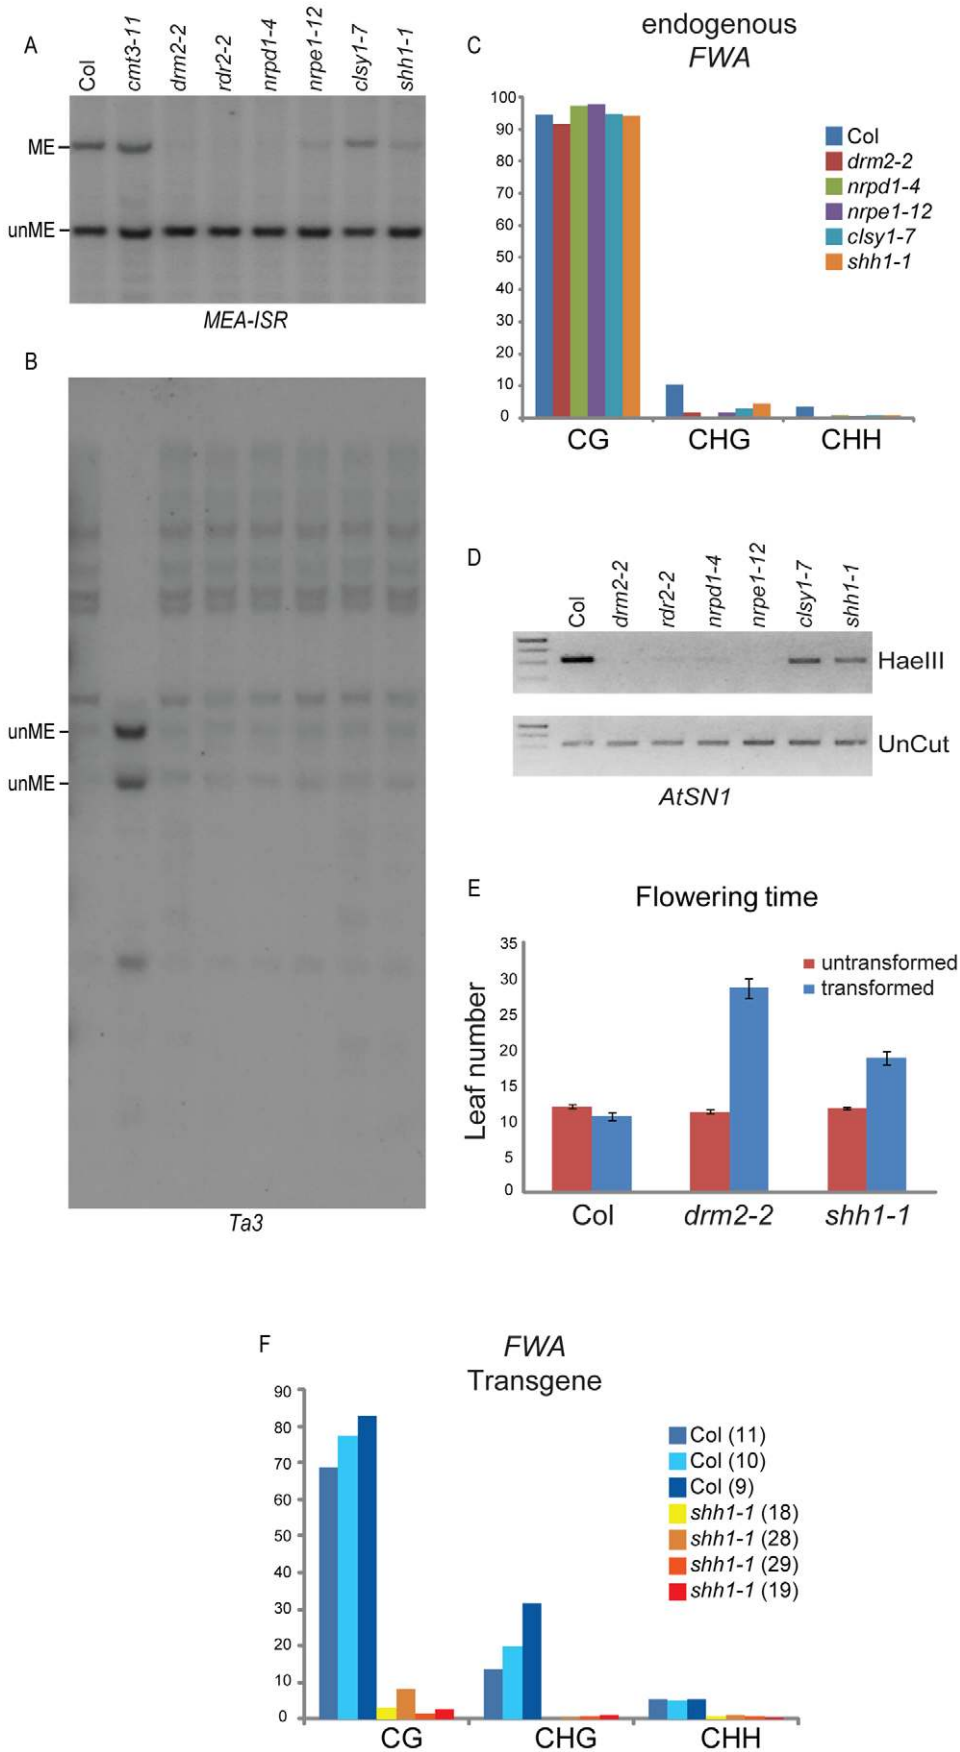 A
Col
cmt3-11
drm2-2
rdr2-2
nrpd1-4
nrpe1-12
clsy1-7
shh1-1
ME
unME
MEA-ISR
B
unME
unME
Ta3
C
endogenous
FWA
100
90
80
70
60
50
40
30
20
10
0
CG
CHG
CHH
Col
drm2-2
nrpd1-4
nrpe1-12
clsy1-7
shh1-1
D
Col
drm2-2
rdr2-2
nrpd1-4
nrpe1-12
clsy1-7
shh1-1
HaeIII
UnCut
AtSN1
E
Flowering time
Leaf number
35
30
25
20
15
10
5
0
untransformed
transformed
Col
drm2-2
shh1-1
F
FWA
Transgene
90
80
70
60
50
40
30
20
10
0
CG
CHG
CHH
Col (11)
Col (10)
Col (9)
shh1-1 (18)
shh1-1 (28)
shh1-1 (29)
shh1-1 (19)